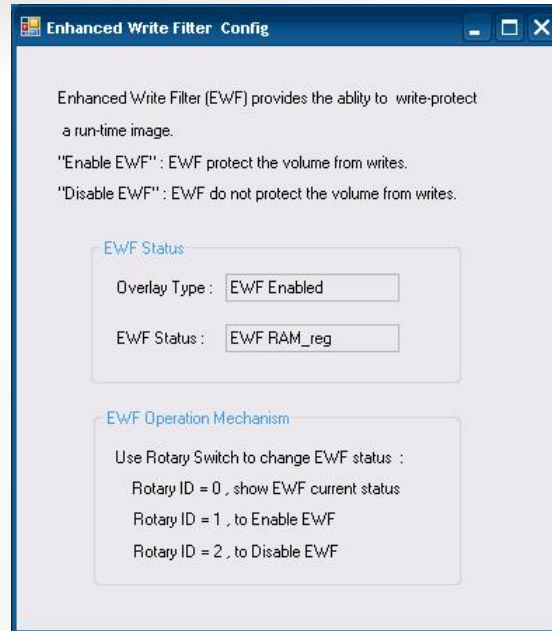 Enhanced Write Filter Config
Enhanced Write Filter (EWF) provides the ablity to write-protect
a run-time image.
"Enable EWF" : EWF protect the volume from writes.
"Disable EWF" : EWF do not protect the volume from writes.
EWF Status
Overlay Type : EWF Enabled
EWF Status : EWF RAM_reg
EWF Operation Mechanism
Use Rotary Switch to change EWF status :
Rotary ID = 0 , show EWF current status
Rotary ID = 1 , to Enable EWF
Rotary ID = 2 , to Disable EWF